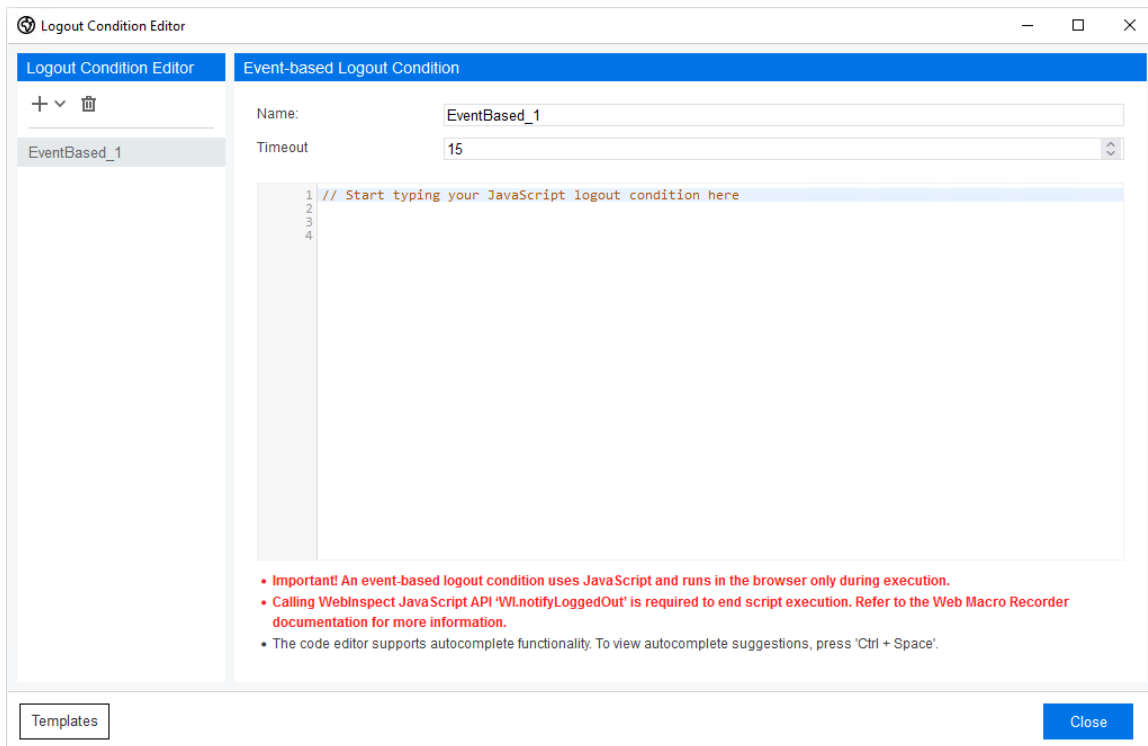 Logout Condition Editor
Logout Condition Editor
Event-based Logout Condition
EventBased_1
Name:
EventBased_1
Timeout
15
1 // Start typing your JavaScript logout condition here
2
3
4
• Important! An event-based logout condition uses JavaScript and runs in the browser only during execution.
• Calling WebInspect JavaScript API ‘WI.notifyLoggedOut’ is required to end script execution. Refer to the Web Macro Recorder
documentation for more information.
• The code editor supports autocomplete functionality. To view autocomplete suggestions, press 'Ctrl + Space'.
Templates
Close